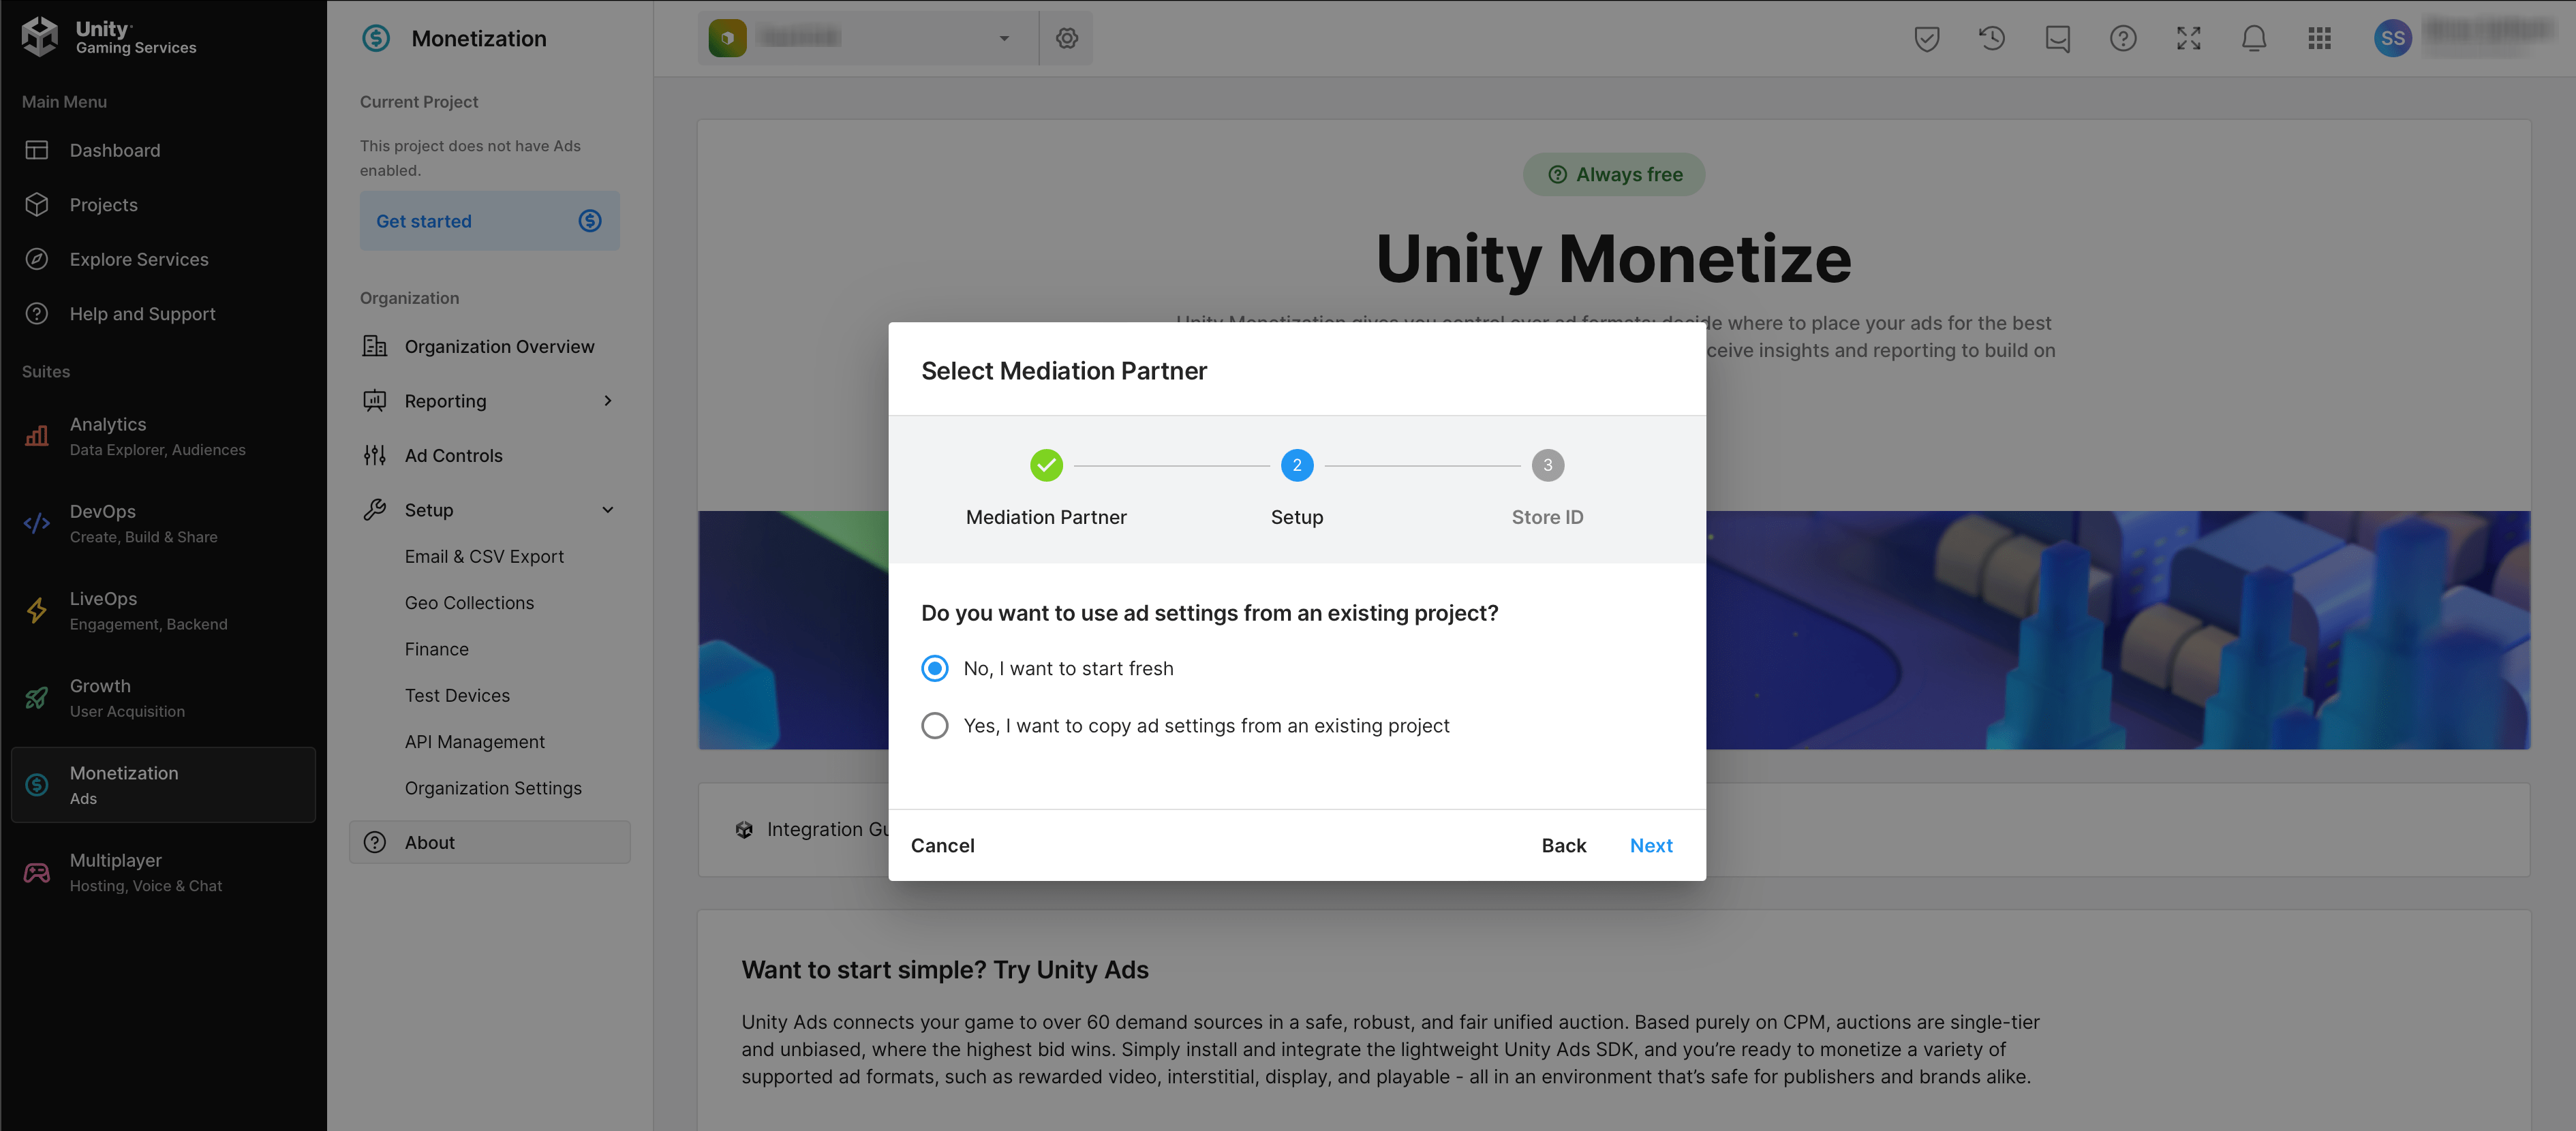 Unity
Gaming Services
Main Menu
Dashboard
Projects
Explore Services
Help and Support
Suites
Analytics
Data Explorer, Audiences
DevOps
Create, Build & Share
LiveOps
Engagement, Backend
Growth
User Acquisition
Monetization
Ads
Multiplayer
Hosting, Voice & Chat
Monetization
Current Project
This project does not have Ads
enabled.
Get started
Organization
Organization Overview
Reporting
Ad Controls
Setup
Email & CSV Export
Geo Collections
Finance
Test Devices
API Management
Organization Settings
About
SS
Always free
Unity Monetize
Unity Monetization gives you control over ad formats: decide where to place your ads for the best
insights and reporting to build on
Select Mediation Partner
2
3
Mediation Partner
Setup
Store ID
Do you want to use ad settings from an existing project?
No, I want to start fresh
Yes, I want to copy ad settings from an existing project
Cancel
Back
Next
Integration
Want to start simple? Try Unity Ads
Unity Ads connects your game to over 60 demand sources in a safe, robust, and fair unified auction. Based purely on CPM, auctions are single-tier
and unbiased, where the highest bid wins. Simply install and integrate the lightweight Unity Ads SDK, and you’re ready to monetize a variety of
supported ad formats, such as rewarded video, interstitial, display, and playable - all in an environment that’s safe for publishers and brands alike.